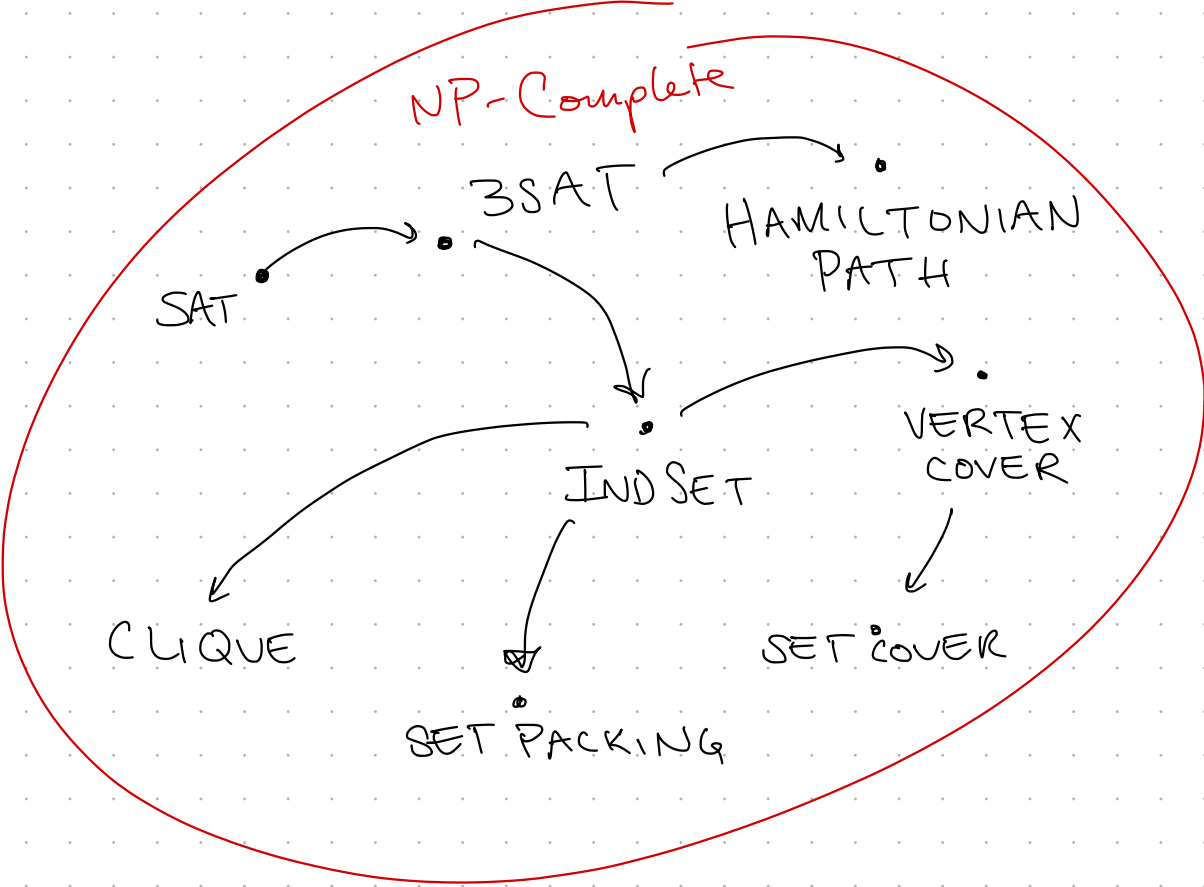 NP-Complete
3SAT
HAMILTONIAN
PATH
SAT
VERTEX
COVER
INDSET
CLIQUE
SET COVER
SET PACKING